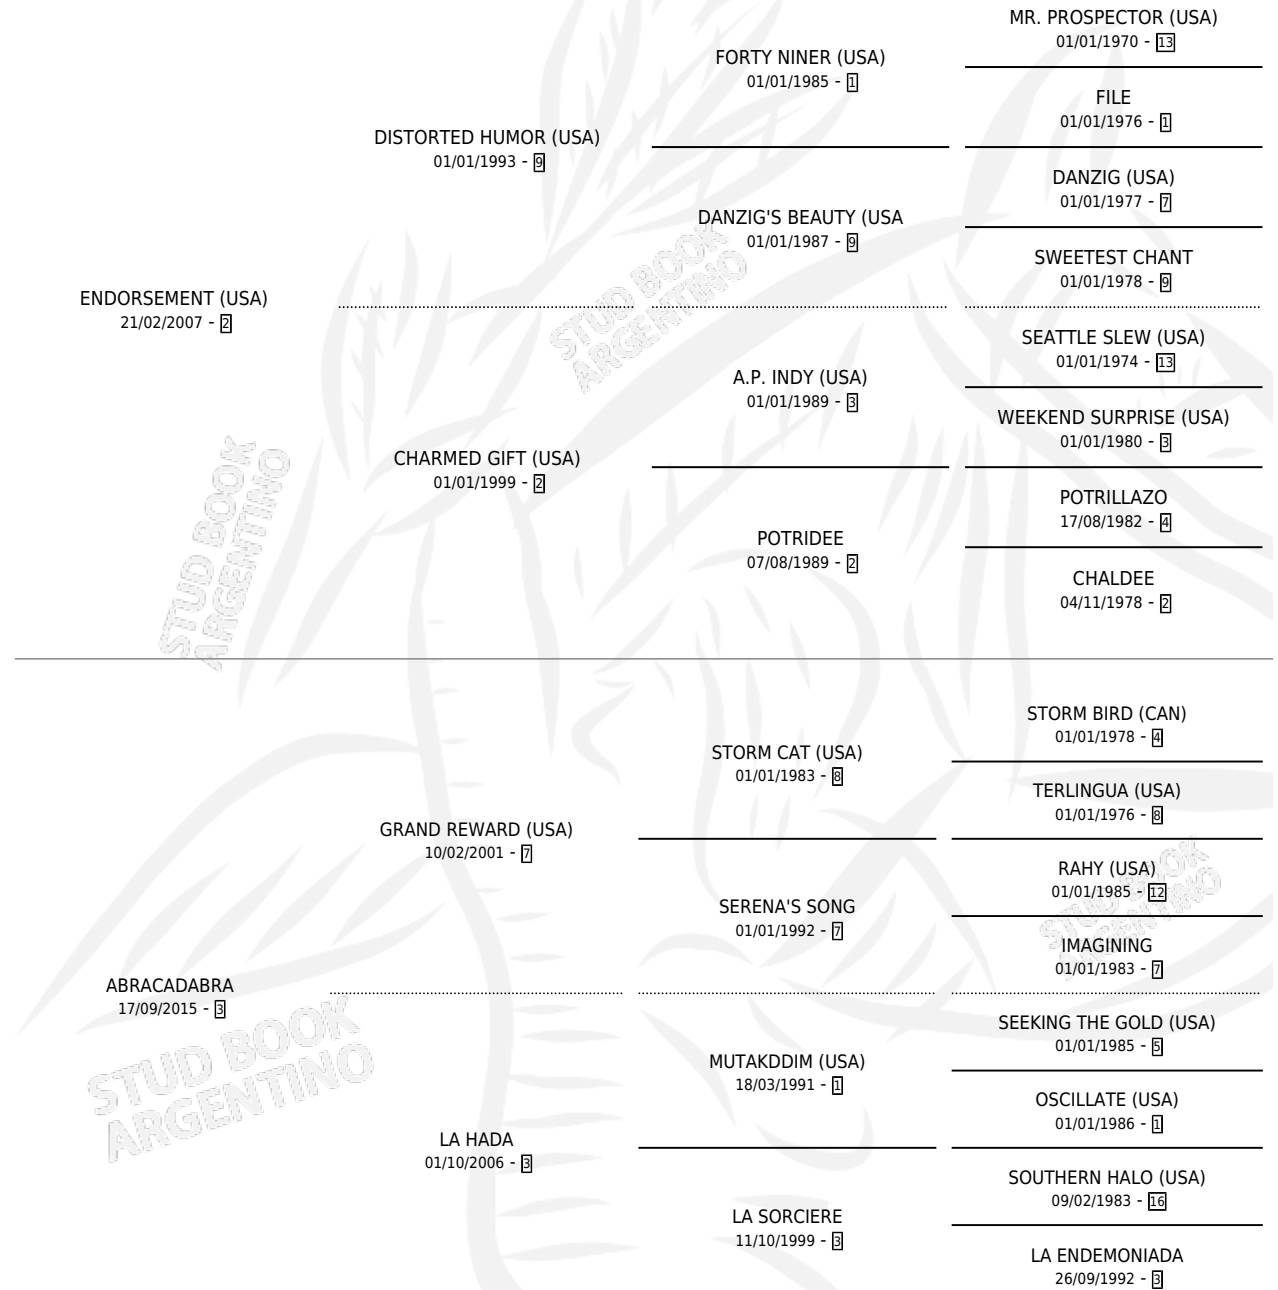 MR. PROSPECTOR (USA)
01/01/1970 - 13
FORTY NINER (USA)
01/01/1985 - 1
FILE
01/01/1976 - 1
DISTORTED HUMOR (USA)
01/01/1993 - 9
DANZIG (USA)
01/01/1977 - 7
DANZIG'S BEAUTY (USA
01/01/1987 - 9
SWEETEST CHANT
01/01/1978 - 9
ENDORSEMENT (USA)
21/02/2007 - 2
STUD BOOK
ARGENTINO
SEATTLE SLEW (USA)
01/01/1974 - 13
A.P. INDY (USA)
01/01/1989 - 3
WEEKEND SURPRISE (USA)
01/01/1980 - 3
CHARMED GIFT (USA)
01/01/1999 - 2
POTRILLAZO
17/08/1982 - 4
POTRIDEE
07/08/1989 - 2
CHALDEE
04/11/1978 - 2
STUD BOOK
ARGENTINO
STORM BIRD (CAN)
01/01/1978 - 4
STORM CAT (USA)
01/01/1983 - 8
TERLINGUA (USA)
01/01/1976 - 8
GRAND REWARD (USA)
10/02/2001 - 7
RAHY (USA)
01/01/1985 - 12
STUD BOOK
ARGENTINO
SERENA'S SONG
01/01/1992 - 7
IMAGINING
01/01/1983 - 7
ABRACADABRA
17/09/2015 - 3
STUD BOOK
ARGENTINO
SEEKING THE GOLD (USA)
01/01/1985 - 5
MUTAKDDIM (USA)
18/03/1991 - 1
OSCILLATE (USA)
01/01/1986 - 1
LA HADA
01/10/2006 - 3
SOUTHERN HALO (USA)
09/02/1983 - 16
LA SORCIERE
11/10/1999 - 3
LA ENDEMONIADA
26/09/1992 - 3